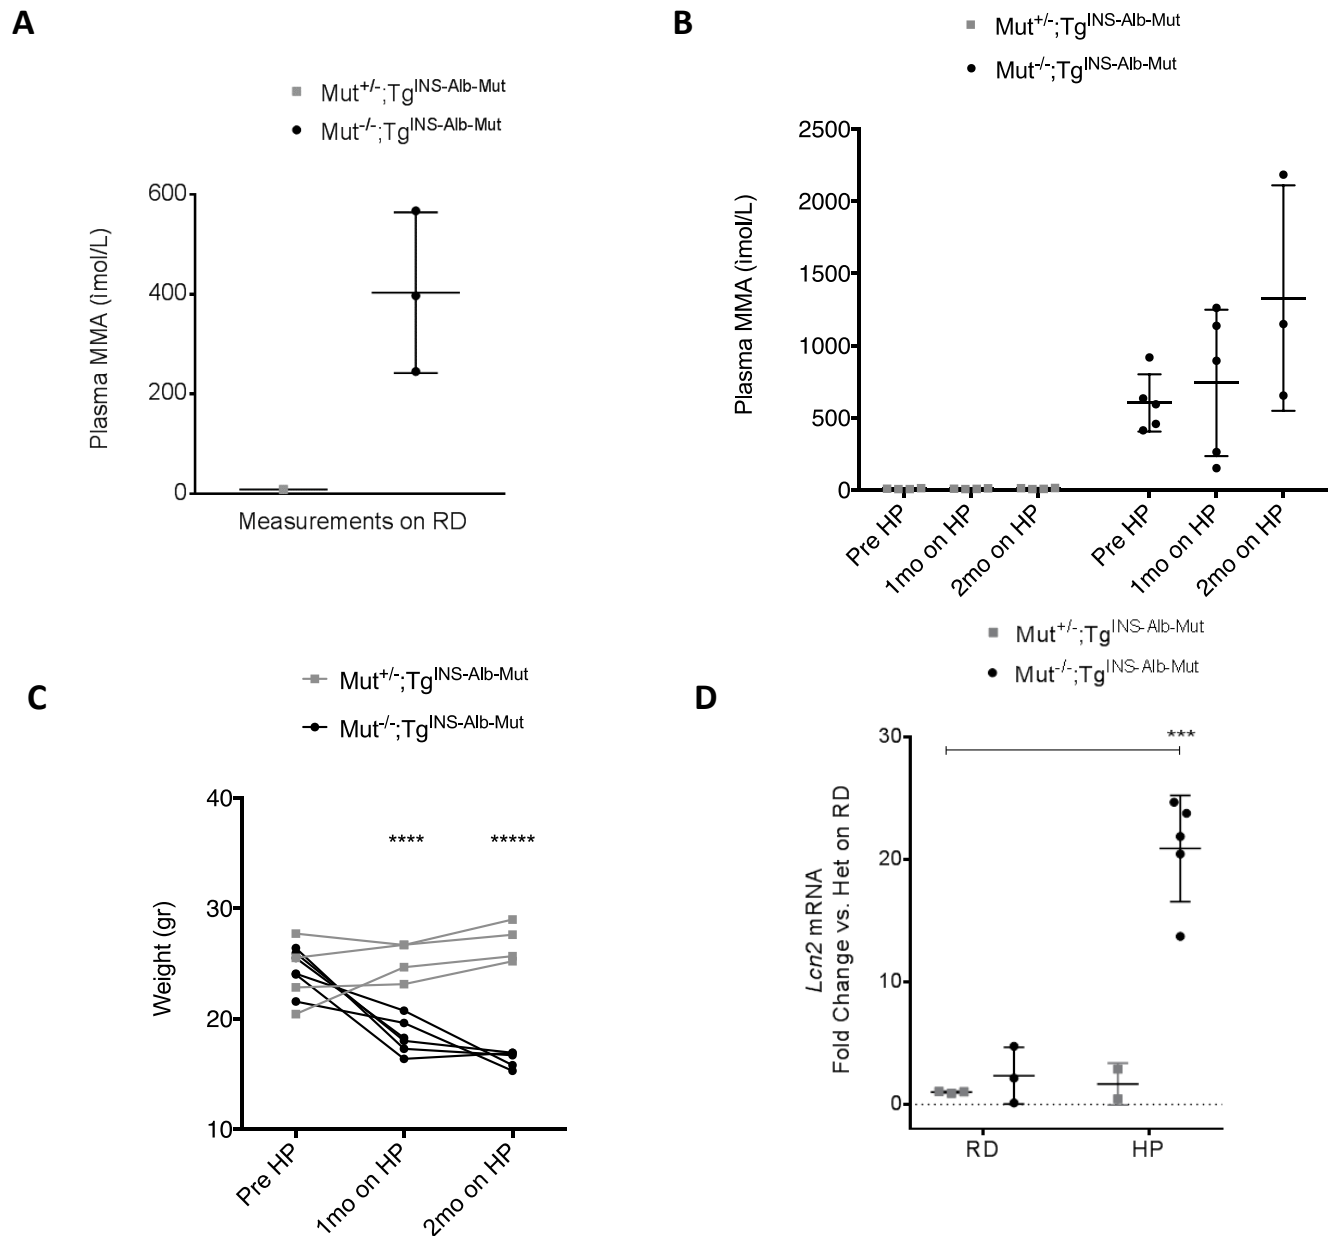 A
Mut+/-;TgINS-Alb-Mut
Mut-/-;TgINS-Alb-Mut
Plasma MMA (ìmol/L)
600
400
200
0
Measurements on RD
B
Mut+/-;TgINS-Alb-Mut
Mut-/-;TgINS-Alb-Mut
Plasma MMA (ìmol/L)
2500
2000
1500
1000
500
0
Pre HP
1mo on HP
2mo on HP
Pre HP
1mo on HP
2mo on HP
C
Mut+/-;TgINS-Alb-Mut
Mut-/-;TgINS-Alb-Mut
Weight (gr)
40
30
20
10
****
*****
Pre HP
1mo on HP
2mo on HP
D
Mut+/-;TgINS-Alb-Mut
Mut-/-;TgINS-Alb-Mut
Lcn2 mRNA
Fold Change vs. Het on RD
30
20
10
0
***
RD
HP